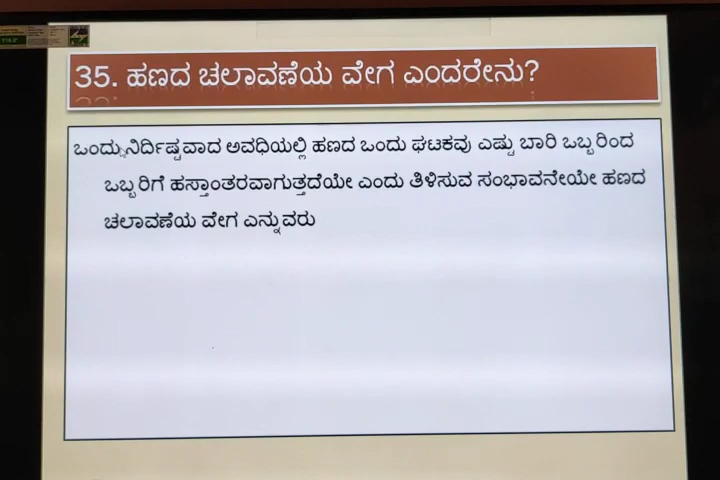 35. ಹಣದ ಚಲಾವಣೆಯ ವೇಗ ಎಂದರೇನು?
ಒಂದು ನಿರ್ದಿಷ್ಟವಾದ ಅವಧಿಯಲ್ಲಿ ಹಣದ ಒಂದು ಘಟಕವು ಎಷ್ಟು ಬಾರಿ ಒಬ್ಬರಿಂದ
ಒಬ್ಬರಿಗೆ ಹಸ್ತಾಂತರವಾಗುತ್ತದೆಯೇ ಎಂದು ತಿಳಿಸುವ ಸಂಭಾವನೇಯೇ ಹಣದ
ಚಲಾವಣೆಯ ವೇಗ ಎನ್ನುವರು